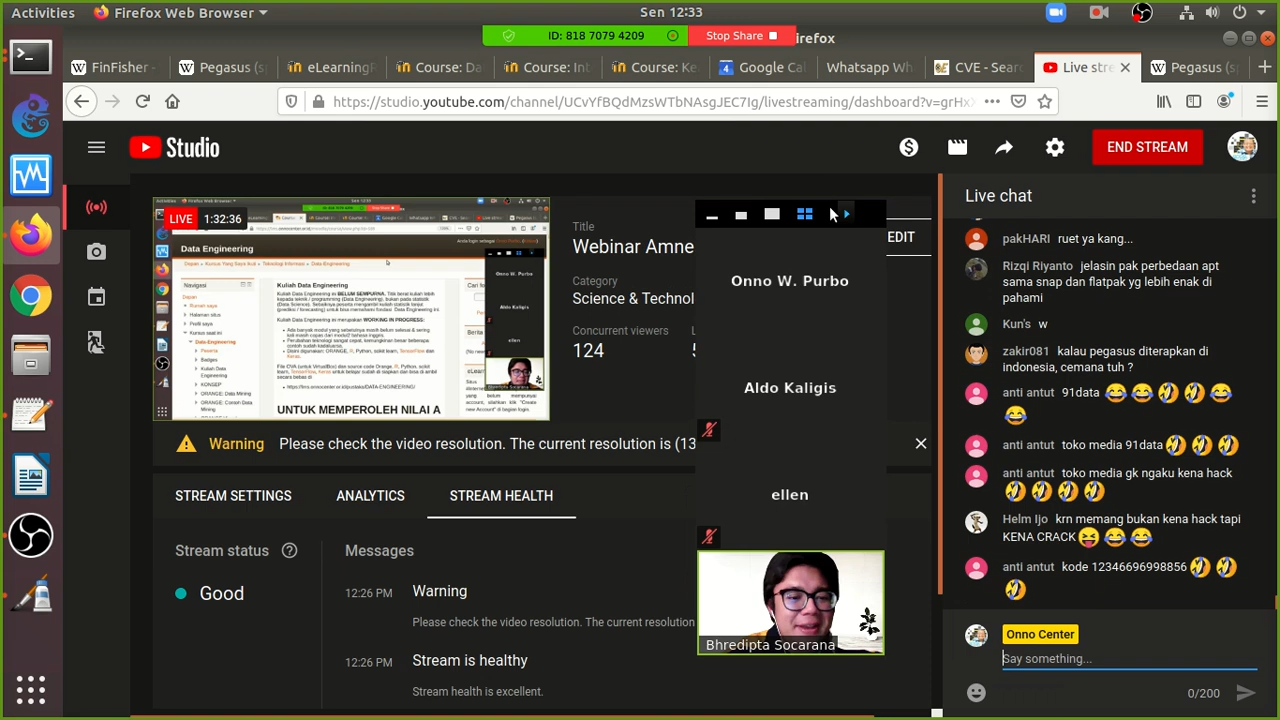 Activities Firefox Web Browser Sen 12:33
ID: 818 7079 4209 Stop Share irefox
FinFisher - Pegasus (s eLearningR Course: Da Course: Int Course: Ke Google Cal Whatsapp Wh CVE - Sear Live stre Pegasus (s
https://studio.youtube.com/channel/UCvYfBQdMzsWTbNAsgJEC7Ig/livestreaming/dashboard?v=grHx
Studio
END STREAM
LIVE 1:32:36
Data Engineering
Navigasi
Kuliah Data Engineering
UNTUK MEMPEROLEH NILAI A
Title
Webinar Amne
EDIT
Category
Science & Technol
Concurrent viewers
124
Onno W. Purbo
Aldo Kaligis
ellen
Bhredipta Socarana
Warning Please check the video resolution. The current resolution is (13
STREAM SETTINGS ANALYTICS STREAM HEALTH
Stream status
Good
Messages
12:26 PM Warning
Please check the video resolution. The current resolution
12:26 PM Stream is healthy
Stream health is excellent.
Live chat
pakHARI ruet ya kang...
Rizqi Riyanto jelasin pak perbedaan apt
sama snap dan flatpak yg lebih enak di
pahami
Kun's w
zakir081 kalau pegasus diterapkan di
indonesia, cemana tuh ?
anti antut 91data 😂😂🤣🤣😂
😂
anti antut toko media 91data🤣🤣🤣
anti antut toko media gk ngaku kena hack
🤣🤣🤣🤣
Helm Ijo krn memang bukan kena hack tapi
KENA CRACK😝😂😂
anti antut kode 12346696998856 🤣🤣
🤣
Onno Center
Say something...
0/200